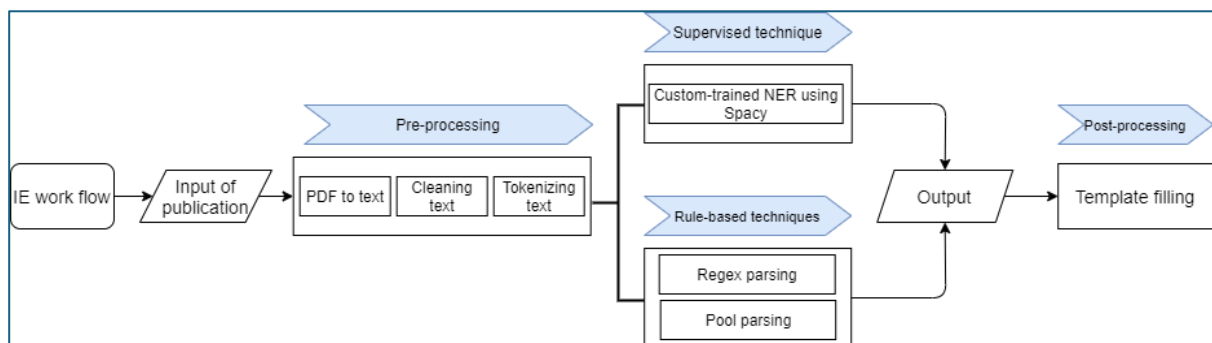 IE work flow
Input of
publication
Pre-processing
PDF to text
Cleaning
text
Tokenizing
text
Supervised technique
Custom-trained NER using
Spacy
Rule-based techniques
Regex parsing
Pool parsing
Output
Post-processing
Template filling